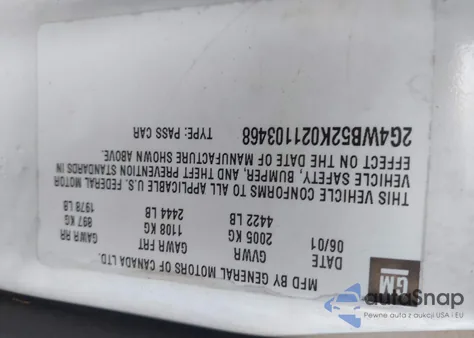 MFD BY GENERAL MOTORS OF CANADA LTD.
GM
DATE GVWR GAWR FRT GAWR RR
06/01 2005 KG 1108 KG 897 KG
4422 LB 2444 LB 1978 LB
THIS VEHICLE CONFORMS TO ALL APPLICABLE U.S. FEDERAL MOTOR
VEHICLE SAFETY, BUMPER, AND THEFT PREVENTION STANDARDS IN
EFFECT ON THE DATE OF MANUFACTURE SHOWN ABOVE.
2G4WB52K021103468 TYPE: PASS CAR
autoSnap
Pewne auta z aukcji USA i EU